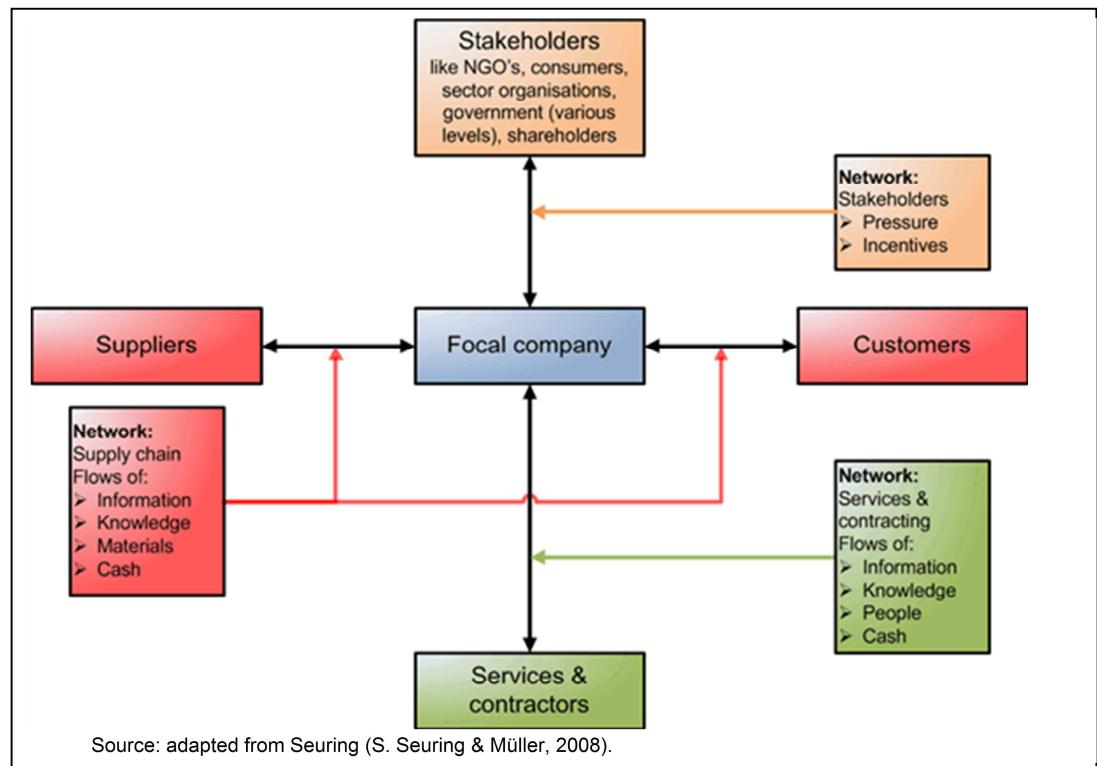 Stakeholders
like NGO's, consumers,
sector organisations,
government (various
levels), shareholders
Network:
Stakeholders
➢ Pressure
➢ Incentives
Suppliers
Focal company
Customers
Network:
Supply chain
Flows of:
➢ Information
➢ Knowledge
➢ Materials
➢ Cash
Network:
Services &
contracting
Flows of:
➢ Information
➢ Knowledge
➢ People
➢ Cash
Services &
contractors
Source: adapted from Seuring (S. Seuring & Müller, 2008).